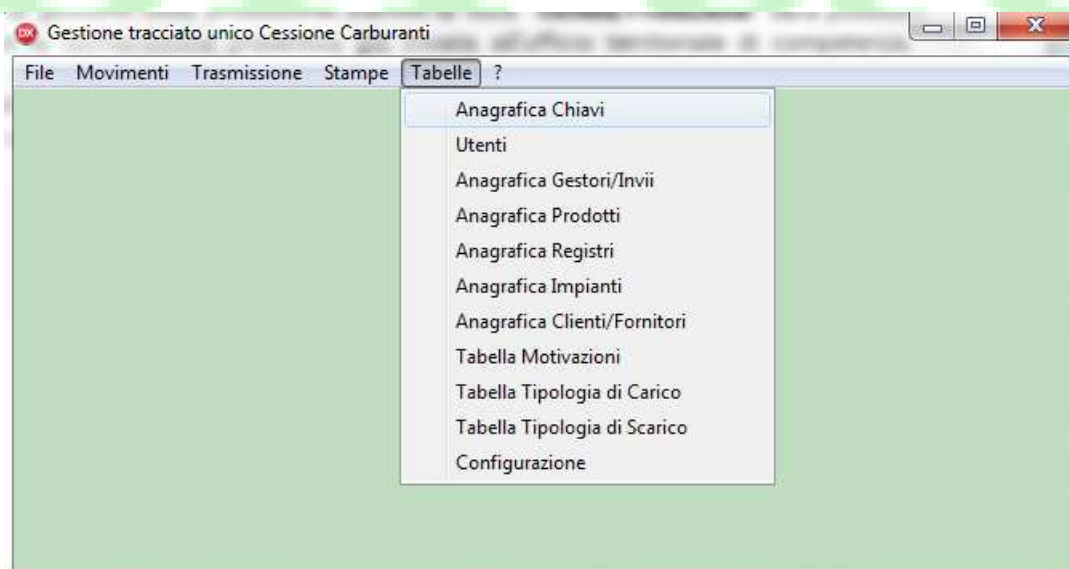 Gestione tracciato unico Cessione Carburanti
File Movimenti Trasmissione Stampe Tabelle ?
Anagrafica Chiavi
Utenti
Anagrafica Gestori/Invii
Anagrafica Prodotti
Anagrafica Registri
Anagrafica Impianti
Anagrafica Clienti/Fornitori
Tabella Motivazioni
Tabella Tipologia di Carico
Tabella Tipologia di Scarico
Configurazione